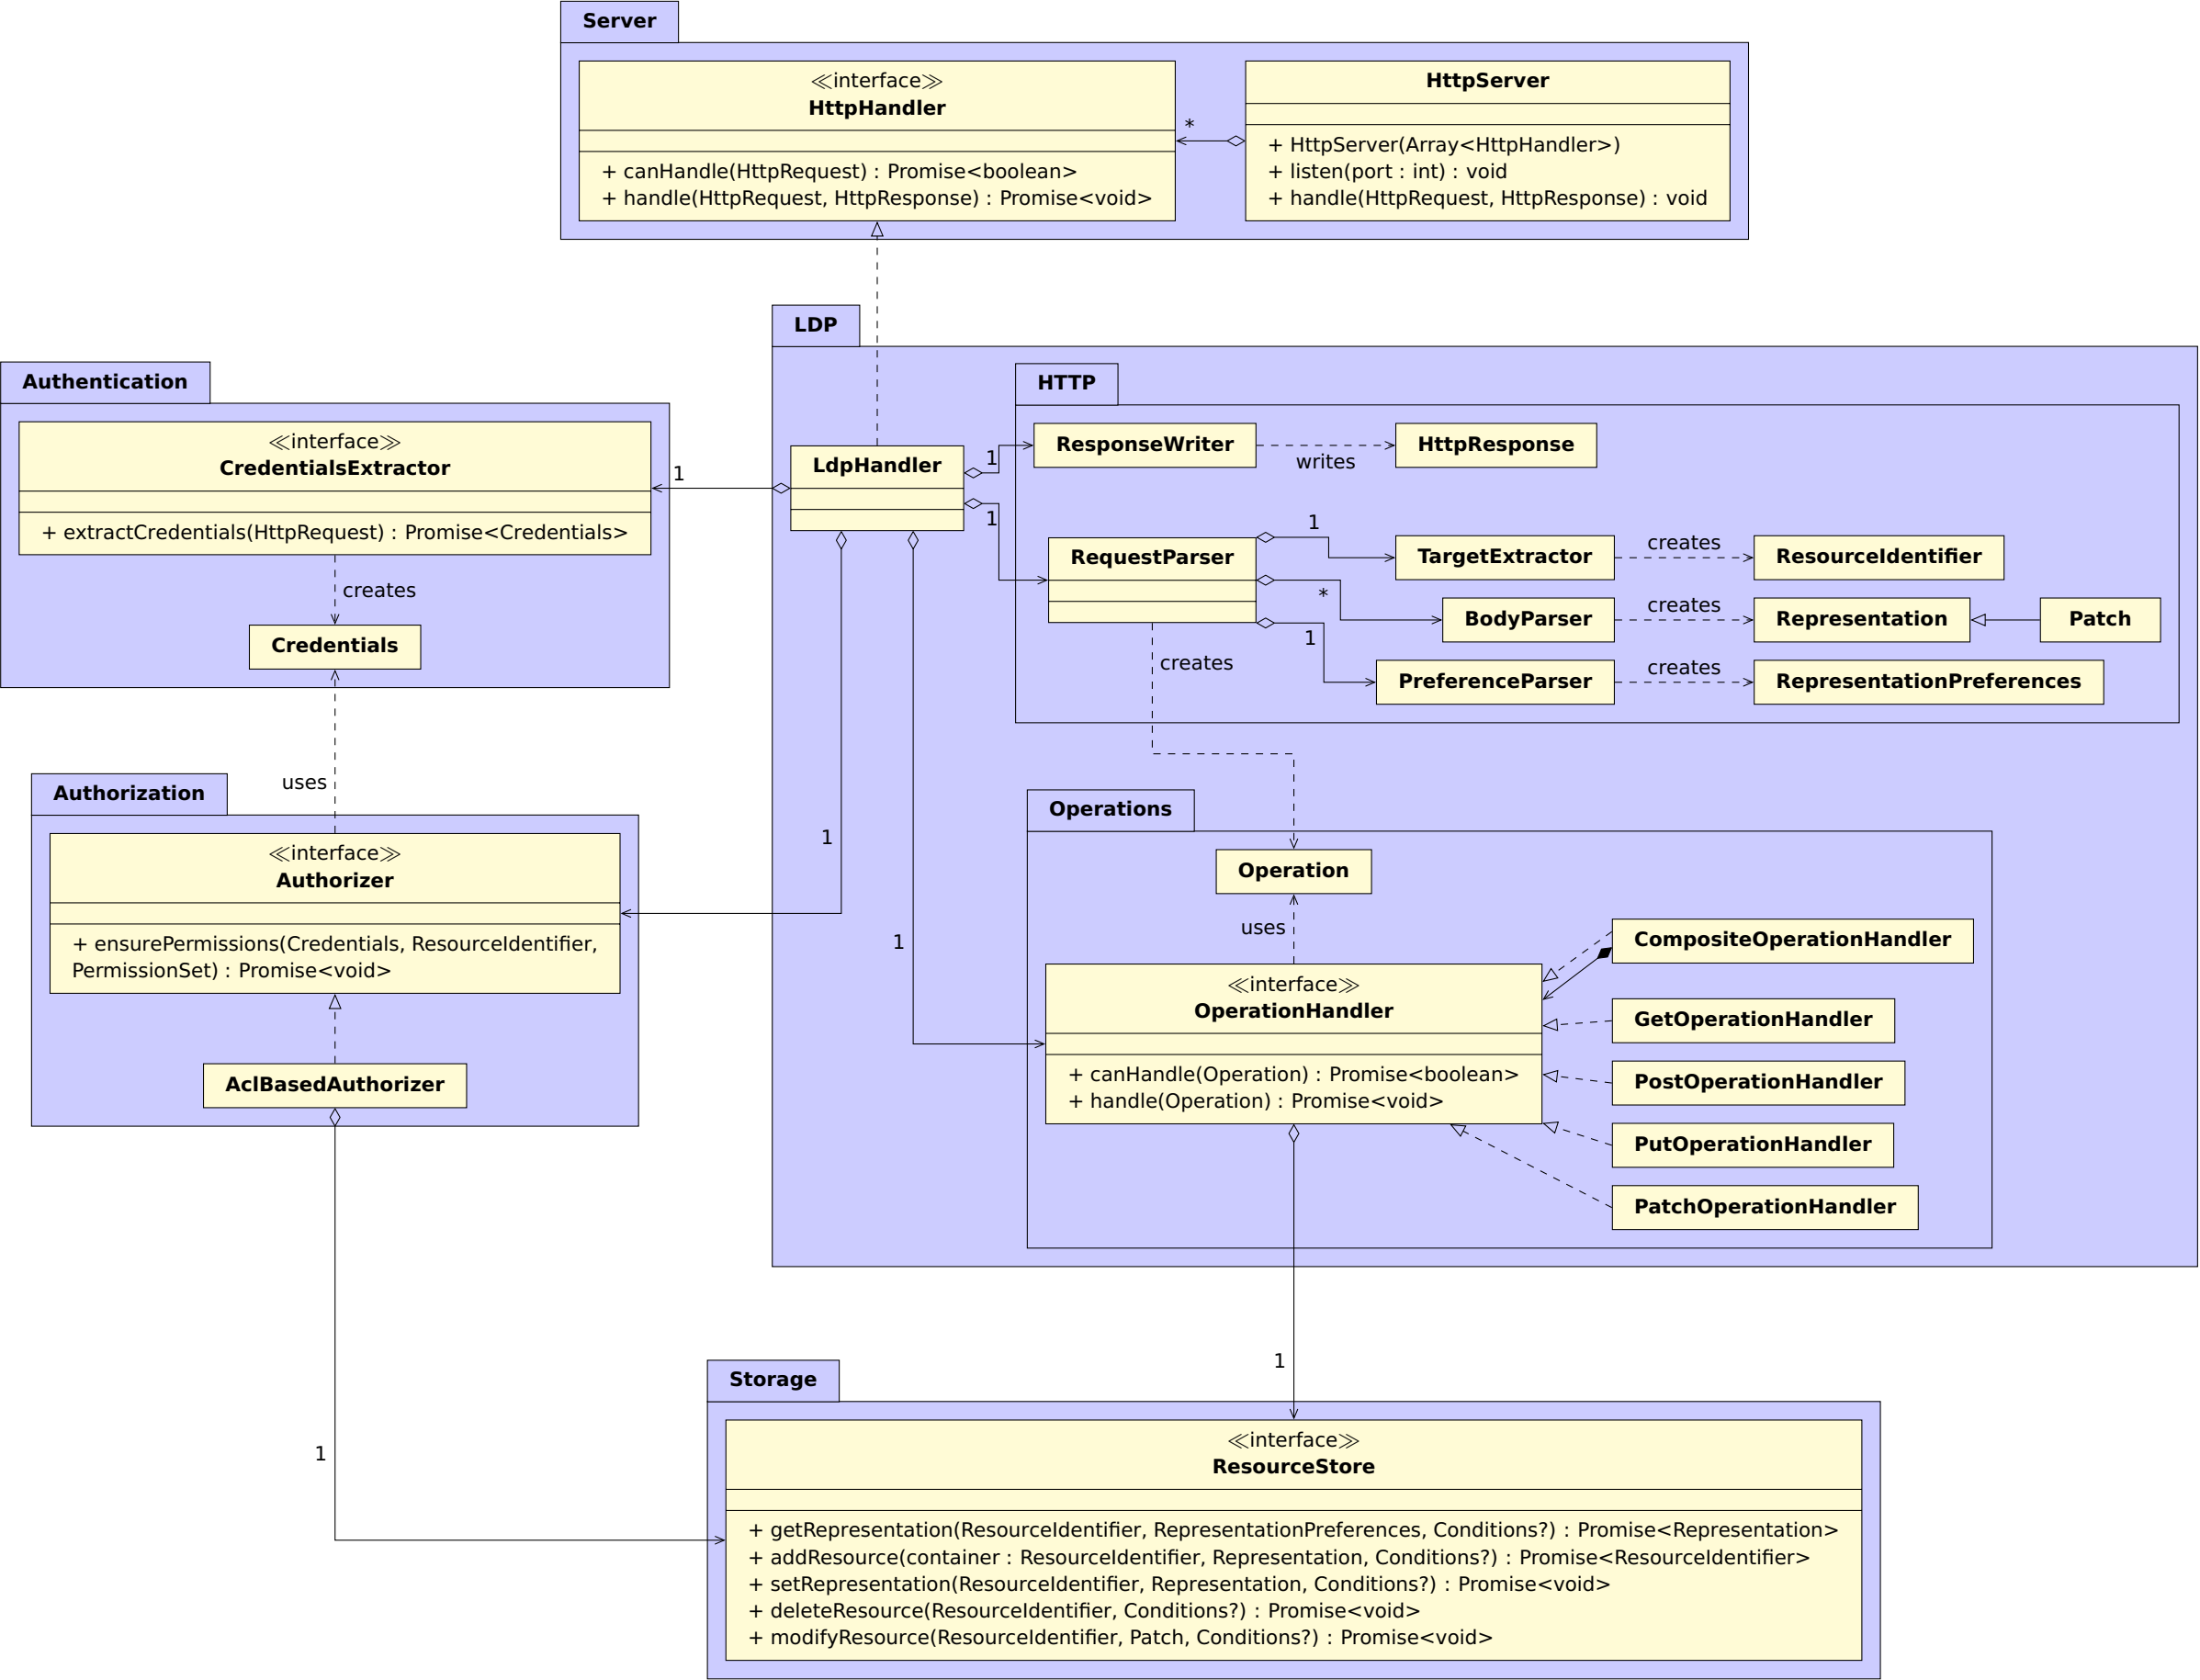 Server
≪interface≫
HttpHandler
+ canHandle(HttpRequest) : Promise<boolean>
+ handle(HttpRequest, HttpResponse) : Promise<void>
*
HttpServer
+ HttpServer(Array<HttpHandler>)
+ listen(port : int) : void
+ handle(HttpRequest, HttpResponse) : void
LDP
Authentication
≪interface≫
CredentialsExtractor
+ extractCredentials(HttpRequest) : Promise<Credentials>
creates
Credentials
1
LdpHandler
1
1
HTTP
ResponseWriter
writes
HttpResponse
RequestParser
1
TargetExtractor
creates
ResourceIdentifier
*
BodyParser
creates
Representation
Patch
1
PreferenceParser
creates
RepresentationPreferences
creates
uses
Authorization
≪interface≫
Authorizer
+ ensurePermissions(Credentials, ResourceIdentifier,
PermissionSet) : Promise<void>
AclBasedAuthorizer
1
1
Operations
Operation
uses
≪interface≫
OperationHandler
+ canHandle(Operation) : Promise<boolean>
+ handle(Operation) : Promise<void>
CompositeOperationHandler
GetOperationHandler
PostOperationHandler
PutOperationHandler
PatchOperationHandler
1
1
Storage
≪interface≫
ResourceStore
+ getRepresentation(ResourceIdentifier, RepresentationPreferences, Conditions?) : Promise<Representation>
+ addResource(container : ResourceIdentifier, Representation, Conditions?) : Promise<ResourceIdentifier>
+ setRepresentation(ResourceIdentifier, Representation, Conditions?) : Promise<void>
+ deleteResource(ResourceIdentifier, Conditions?) : Promise<void>
+ modifyResource(ResourceIdentifier, Patch, Conditions?) : Promise<void>